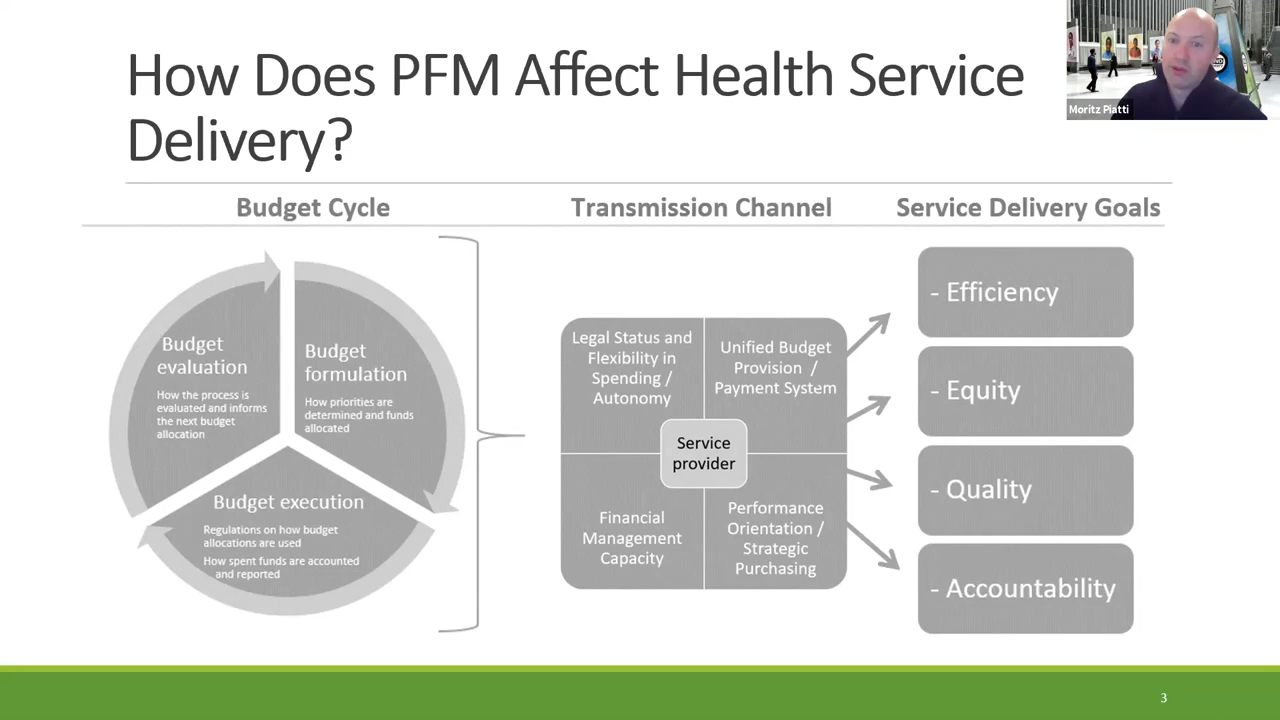 How Does PFM Affect Health Service
Delivery?
Moritz Piatti
Budget Cycle
Transmission Channel
Service Delivery Goals
Budget
evaluation
How the process is
evaluated and informs
the next budget
allocation
Budget
formulation
How priorities are
determined and funds
allocated
Budget execution
Regulations on how budget
allocations are used
How spent funds are accounted
and reported
Legal Status and
Flexibility in
Spending /
Autonomy
Unified Budget
Provision /
Payment System
Service
provider
Financial
Management
Capacity
Performance
Orientation /
Strategic
Purchasing
- Efficiency
- Equity
- Quality
- Accountability
3